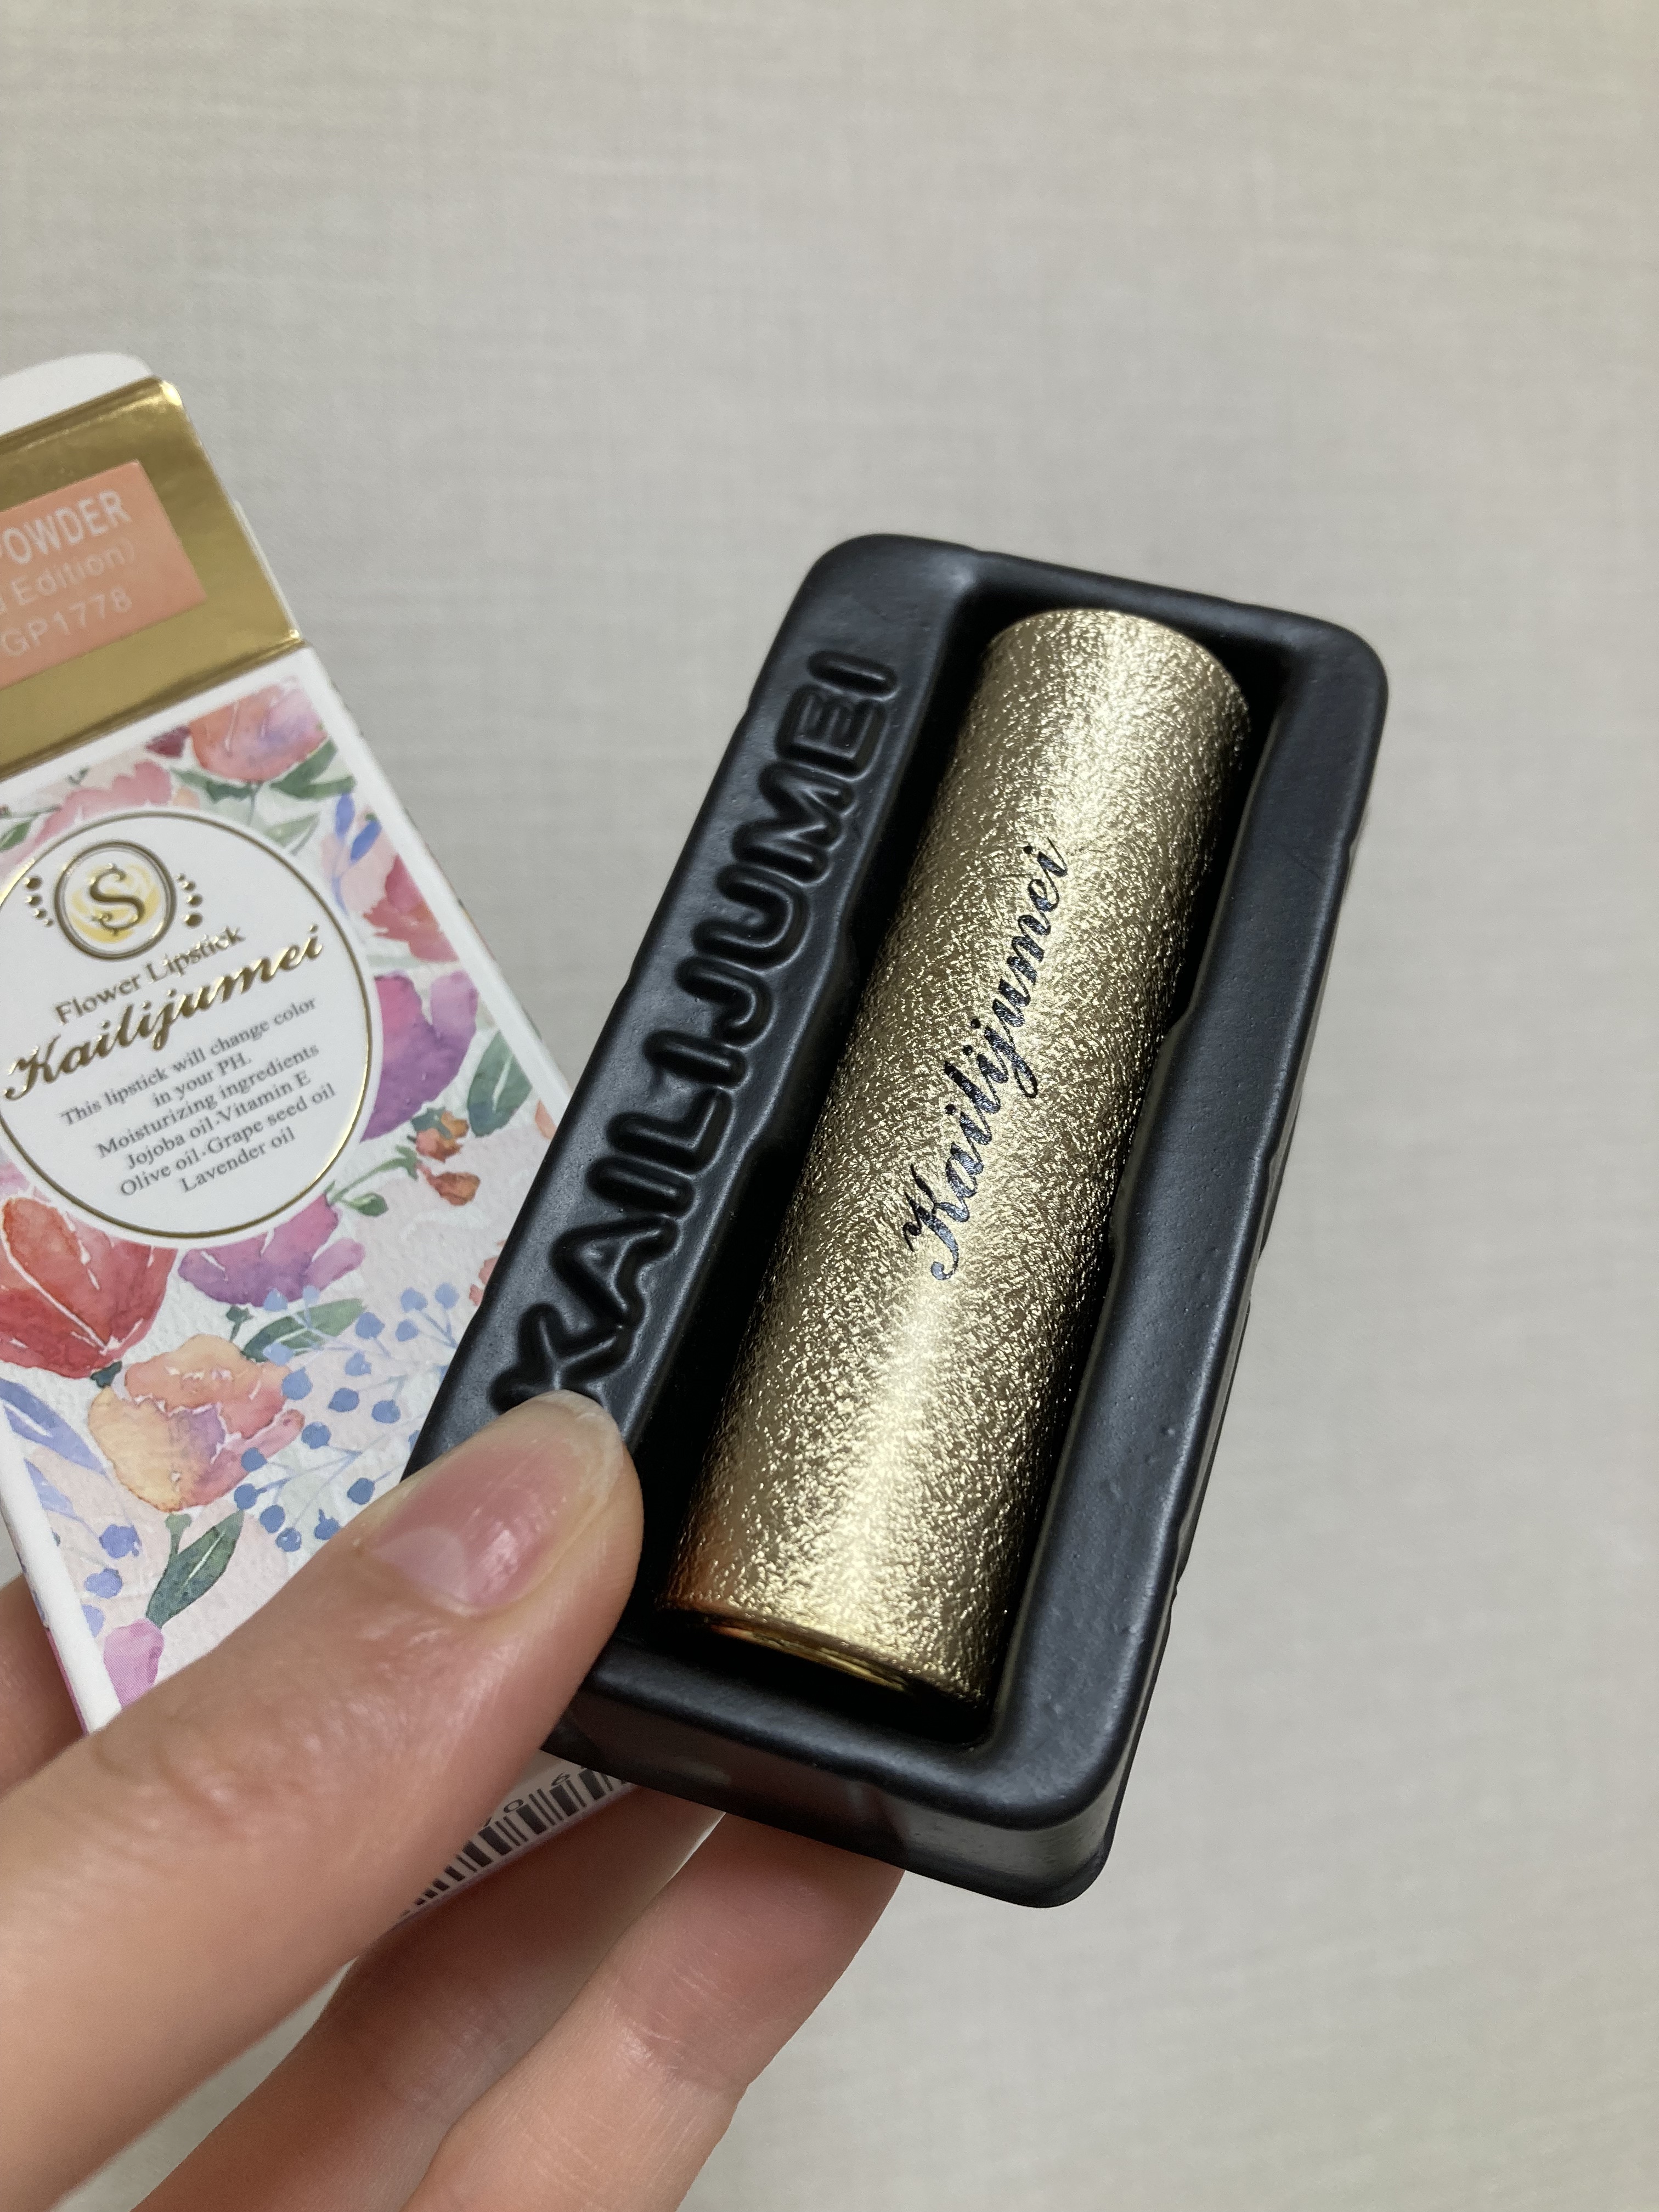 POWDER
Edition)
GP1778
S
Flower Lipstick
Kailijumei
This lipstick will change color
in your PH.
Moisturizing ingredients
Jojoba oil.Vitamin E
Olive oil.Grape seed oil
Lavender oil
KAILIJUMEI
Kailijumei